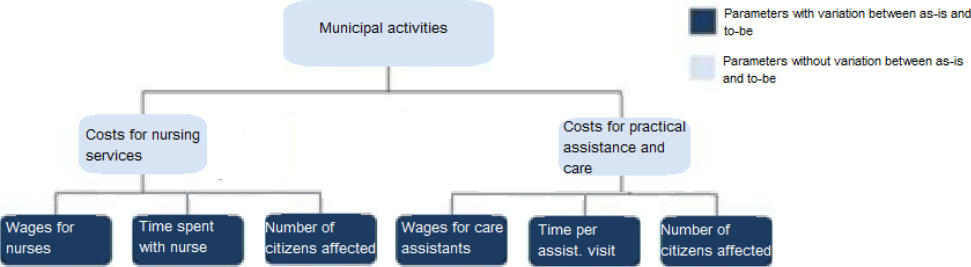 Municipal activities
Parameters with variation between as-is and
to-be
Parameters without variation between as-is
and to-be
Costs for nursing
services
Costs for practical
assistance and
care
Wages for
nurses
Time spent
with nurse
Number of
citizens affected
Wages for care
assistants
Time per
assist. visit
Number of
citizens affected